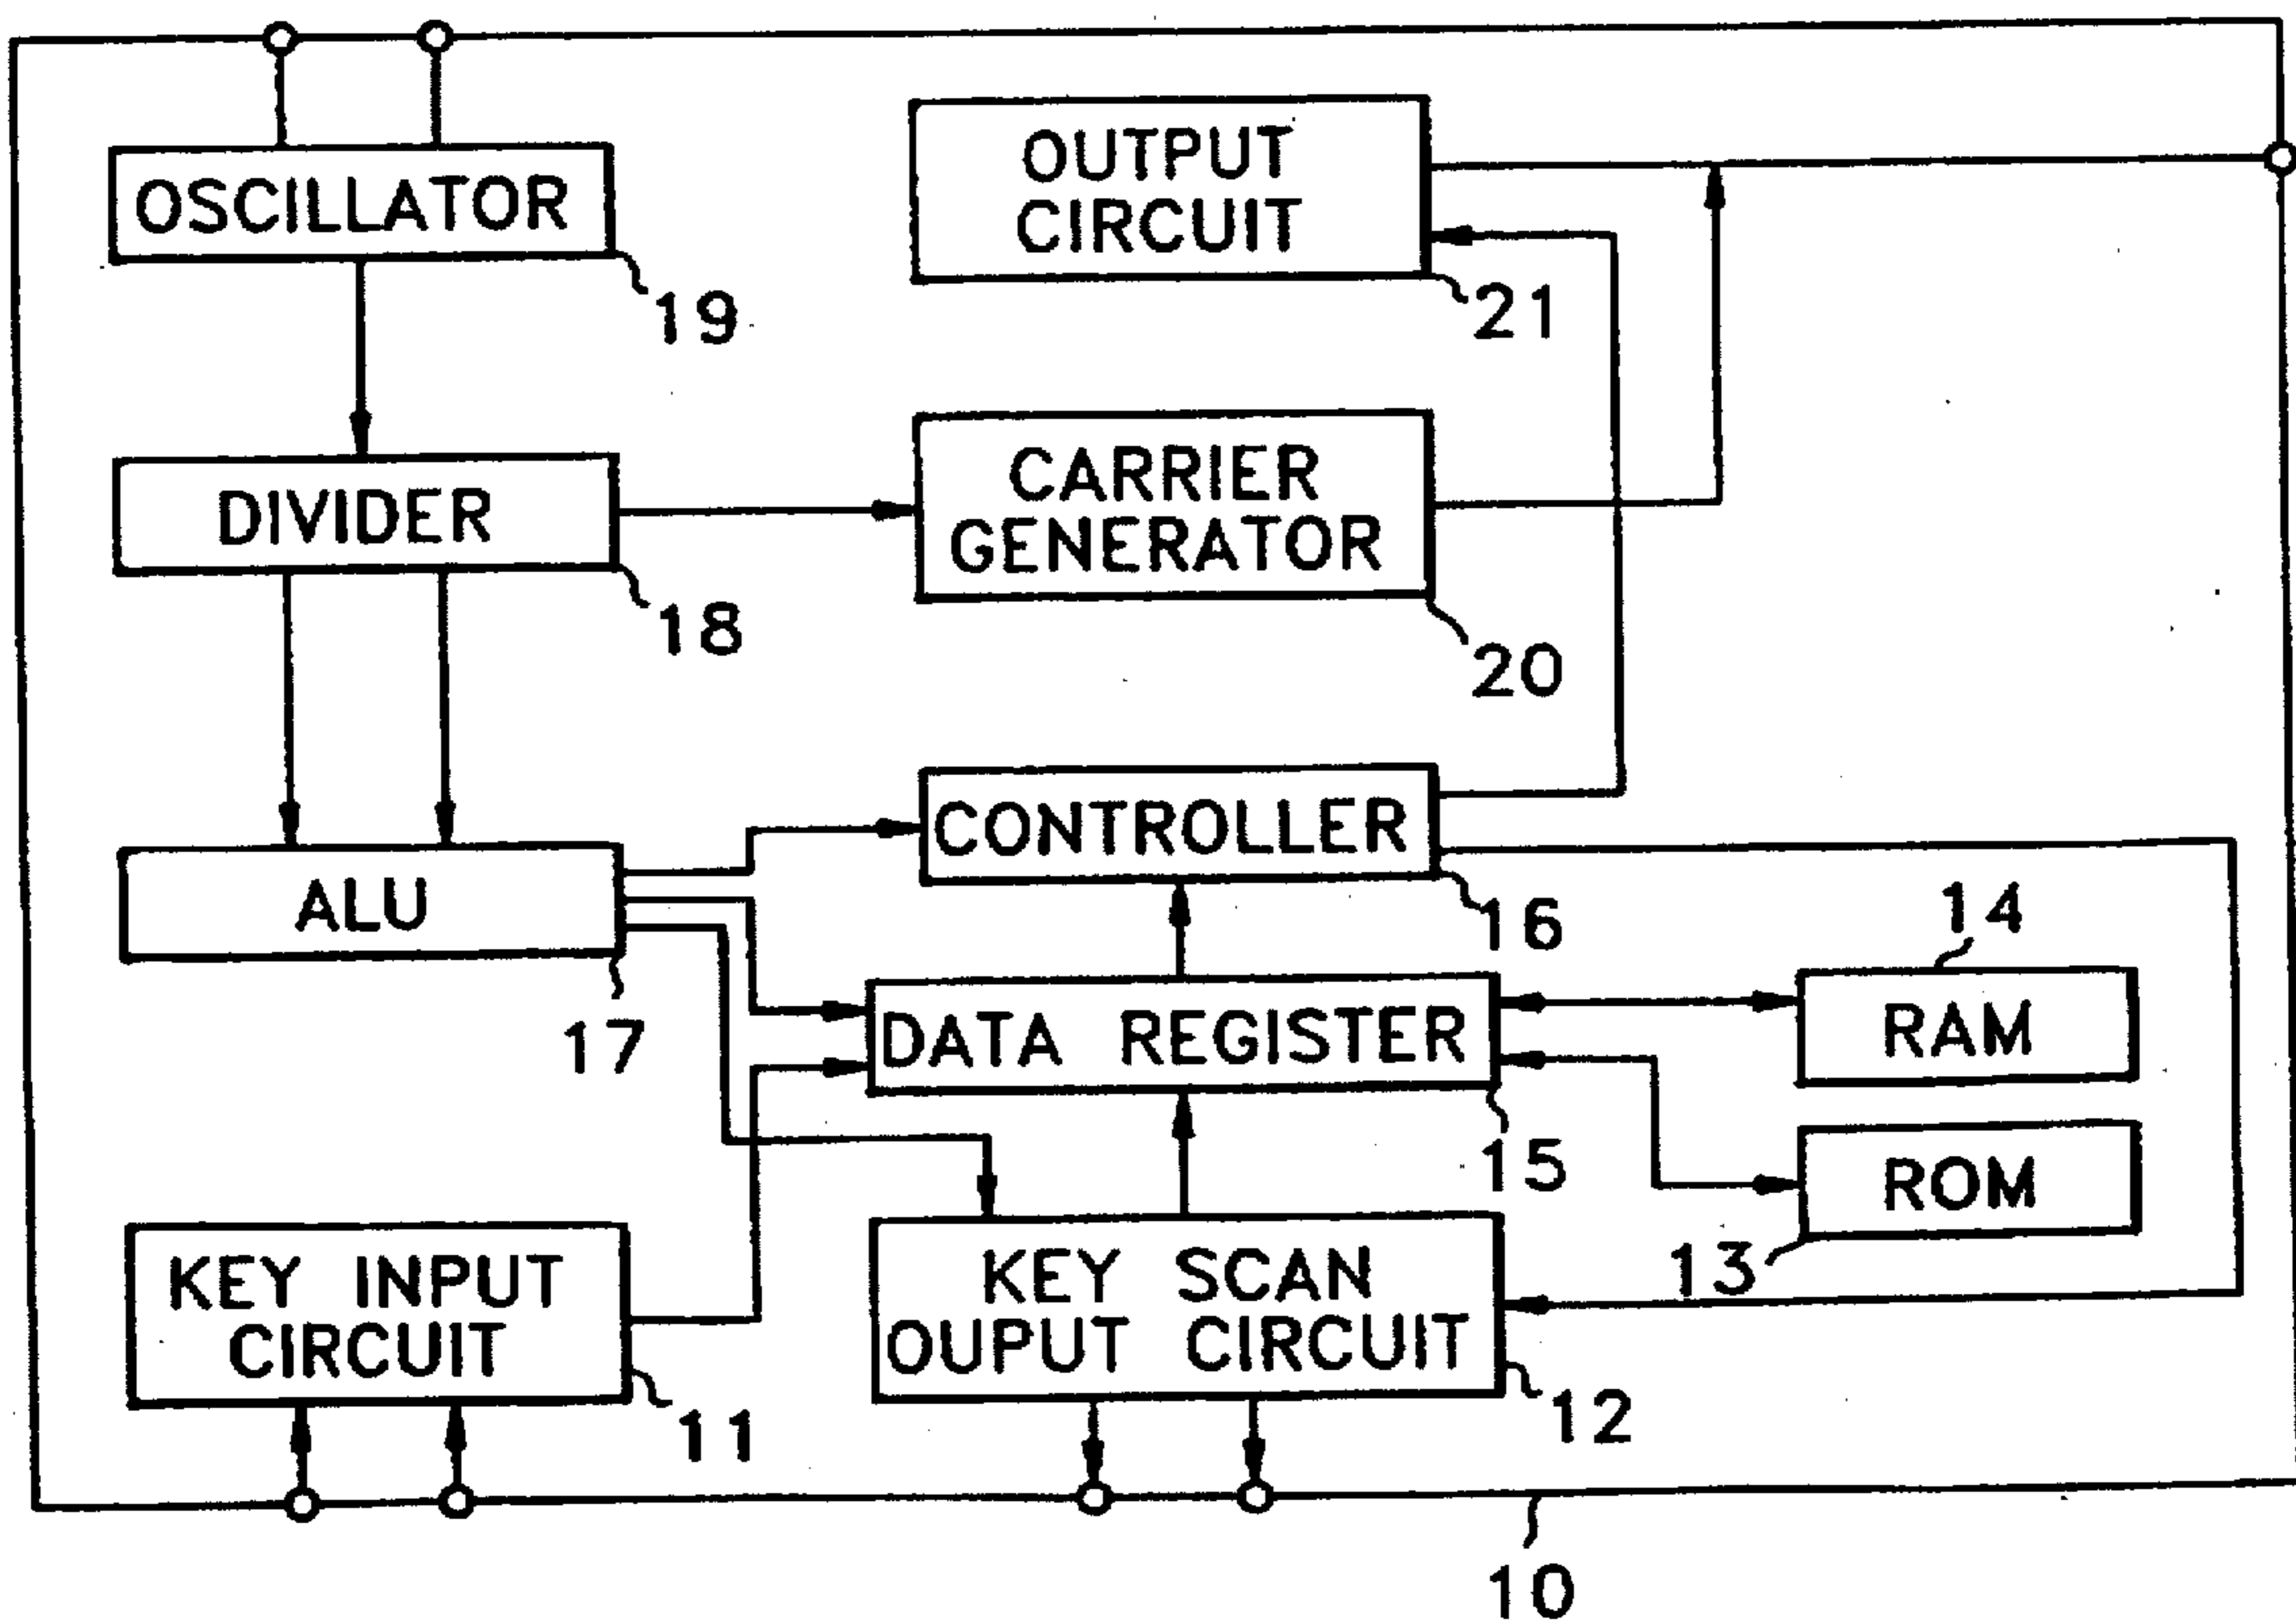 OSCILLATOR
19
OUTPUT
CIRCUIT
21
DIVIDER
18
CARRIER
GENERATOR
20
ALU
17
CONTROLLER
16
14
DATA REGISTER
15
RAM
ROM
13
KEY INPUT
CIRCUIT
11
KEY SCAN
OUPUT CIRCUIT
12
10